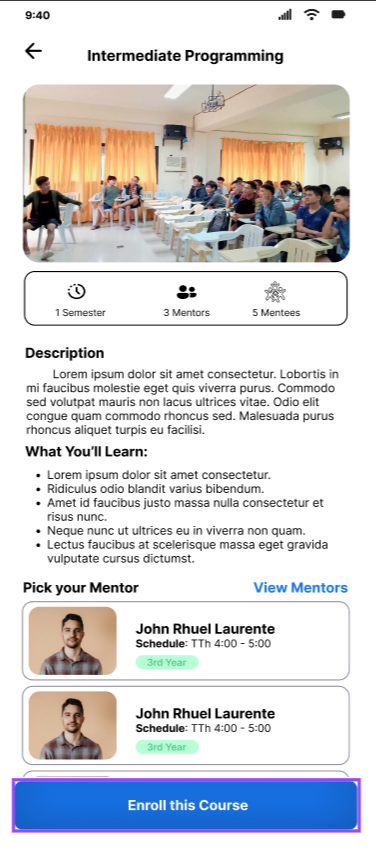 9:40
Intermediate Programming
1 Semester
3 Mentors
5 Mentees
Description
Lorem ipsum dolor sit amet consectetur. Lobortis in
mi faucibus molestie eget quis viverra purus. Commodo
sed volutpat mauris non lacus ultrices vitae. Odio elit
congue quam commodo rhoncus sed. Malesuada purus
rhoncus aliquet turpis eu facilisi.
What You'll Learn:
• Lorem ipsum dolor sit amet consectetur.
• Ridiculus odio blandit varius bibendum.
• Amet id faucibus justo massa nulla consectetur et
risus nunc.
• Neque nunc ut ultrices eu in viverra non quam.
• Lectus faucibus at scelerisque massa eget gravida
vulputate cursus dictumst.
Pick your Mentor
View Mentors
John Rhuel Laurente
Schedule: TTh 4:00 - 5:00
3rd Year
John Rhuel Laurente
Schedule: TTh 4:00 - 5:00
3rd Year
Enroll this Course